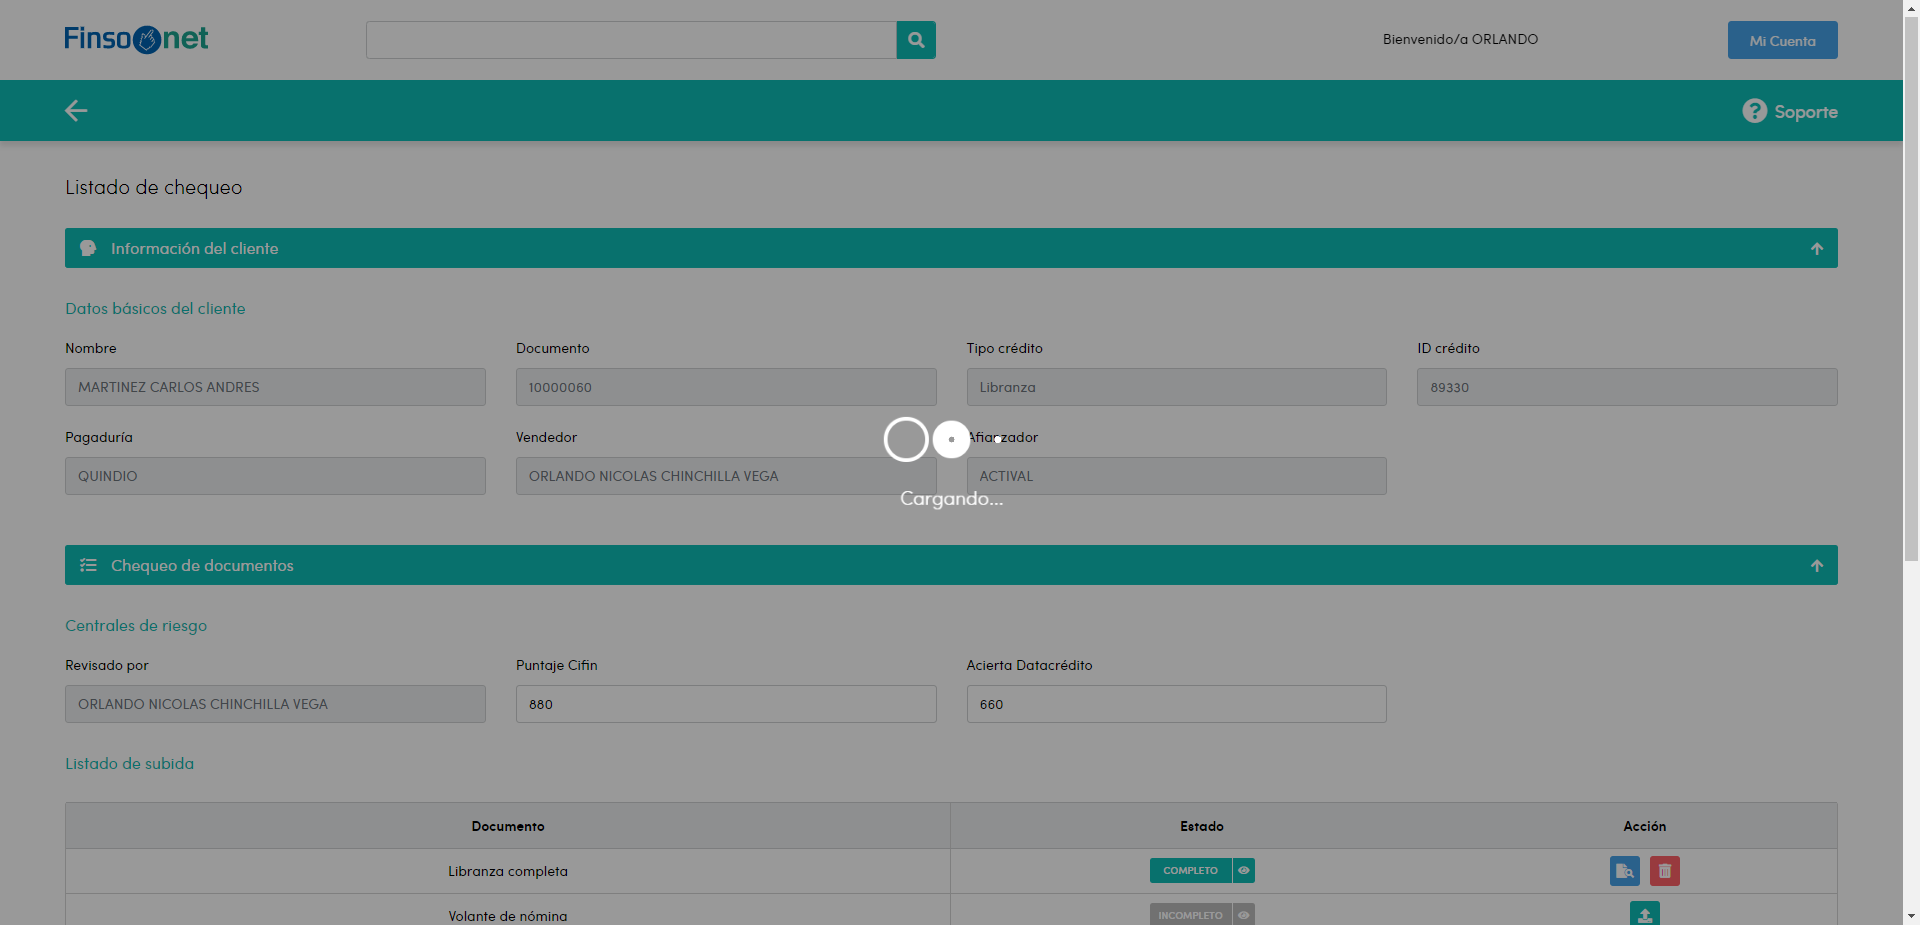 Finsonet
Bienvenido/a ORLANDO
Mi Cuenta
Soporte
Listado de chequeo
Información del cliente
Datos básicos del cliente
Nombre
Documento
Tipo crédito
ID crédito
MARTINEZ CARLOS ANDRES
10000060
Libranza
89330
Pagaduría
Vendedor
Afianzador
QUINDIO
ORLANDO NICOLAS CHINCHILLA VEGA
ACTIVAL
Cargando...
Chequeo de documentos
Centrales de riesgo
Revisado por
Puntaje Cifin
Acierta Datacrédito
ORLANDO NICOLAS CHINCHILLA VEGA
880
660
Listado de subida
Documento
Estado
Acción
Libranza completa
COMPLETO
Volante de nómina
INCOMPLETO